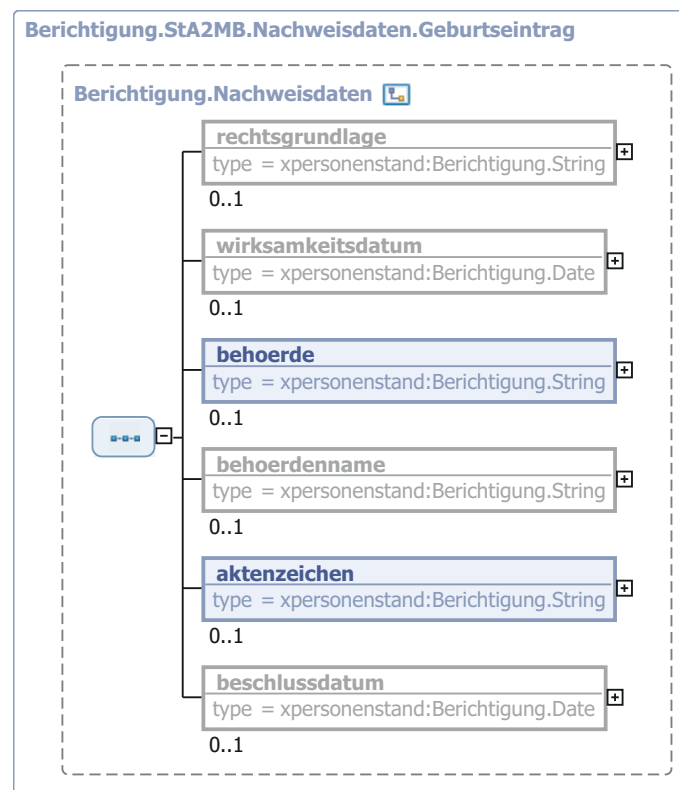 Berichtigung.StA2MB.Nachweisdaten.Geburtseintrag
Berichtigung.Nachweisdaten
rechtsgrundlage
type = xpersonenstand:Berichtigung.String
0..1
wirksamkeitsdatum
type = xpersonenstand:Berichtigung.Date
0..1
behoerde
type = xpersonenstand:Berichtigung.String
0..1
behoerdenname
type = xpersonenstand:Berichtigung.String
0..1
aktenzeichen
type = xpersonenstand:Berichtigung.String
0..1
beschlussdatum
type = xpersonenstand:Berichtigung.Date
0..1